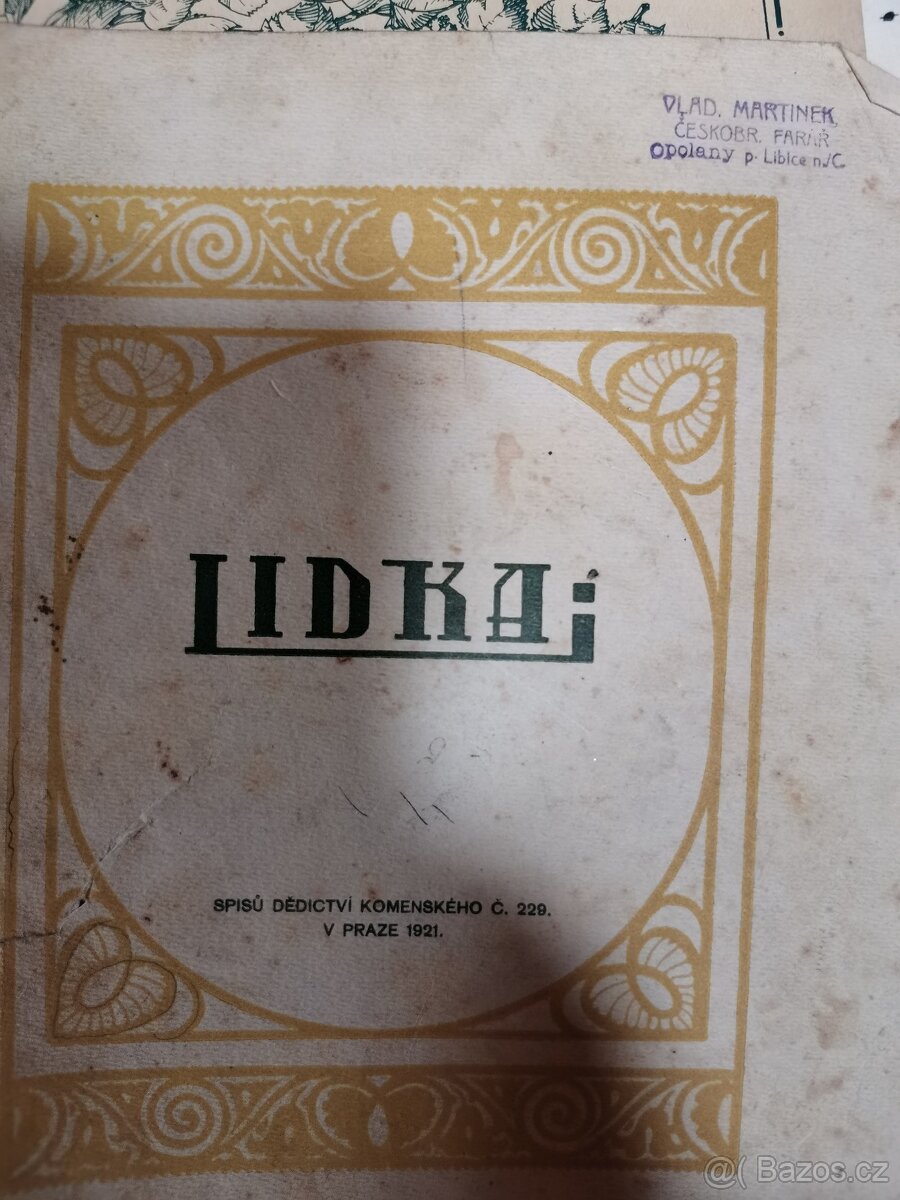 VLAD. MARTINEK,
ČESKOBR. FARÁŘ
Opolany p. Libice n./C.
LIDKA:
SPISŮ DĚDICTVÍ KOMENSKÉHO Č. 229.
V PRAZE 1921.
@( Bazos.cz